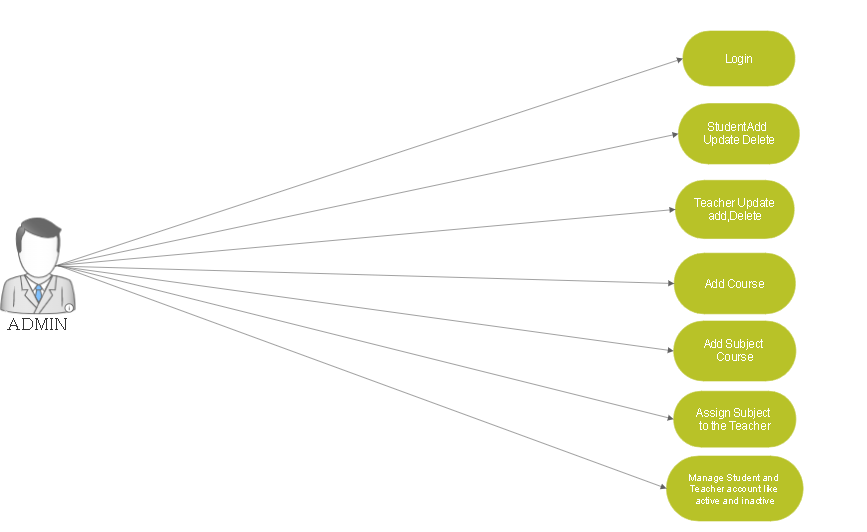 Login
StudentAdd
Update Delete
Teacher Update
add,Delete
Add Course
Add Subject
Course
Assign Subject
to the Teacher
Manage Student and
Teacher account like
active and inactive
ADMIN